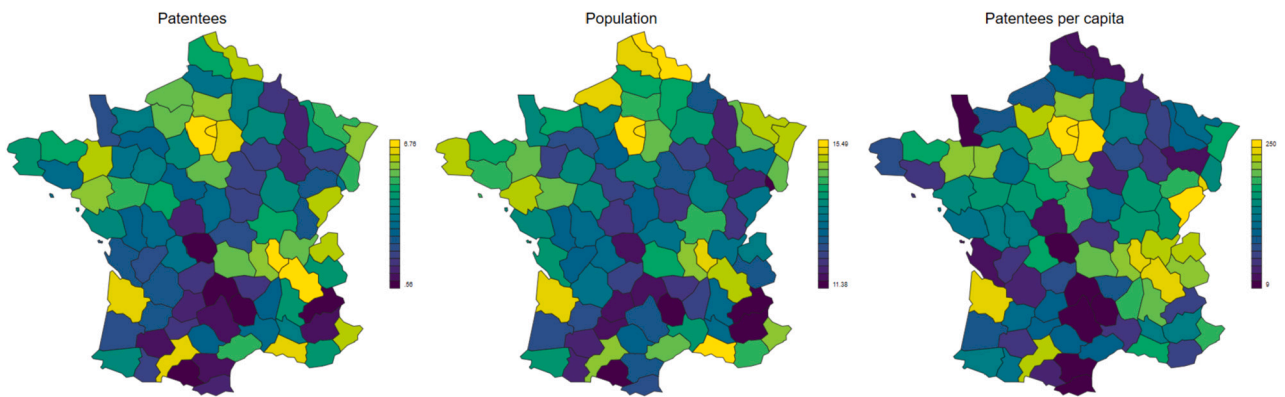 Patentees
Population
Patentees per capita
6.76
.56
15.49
11.38
250
9